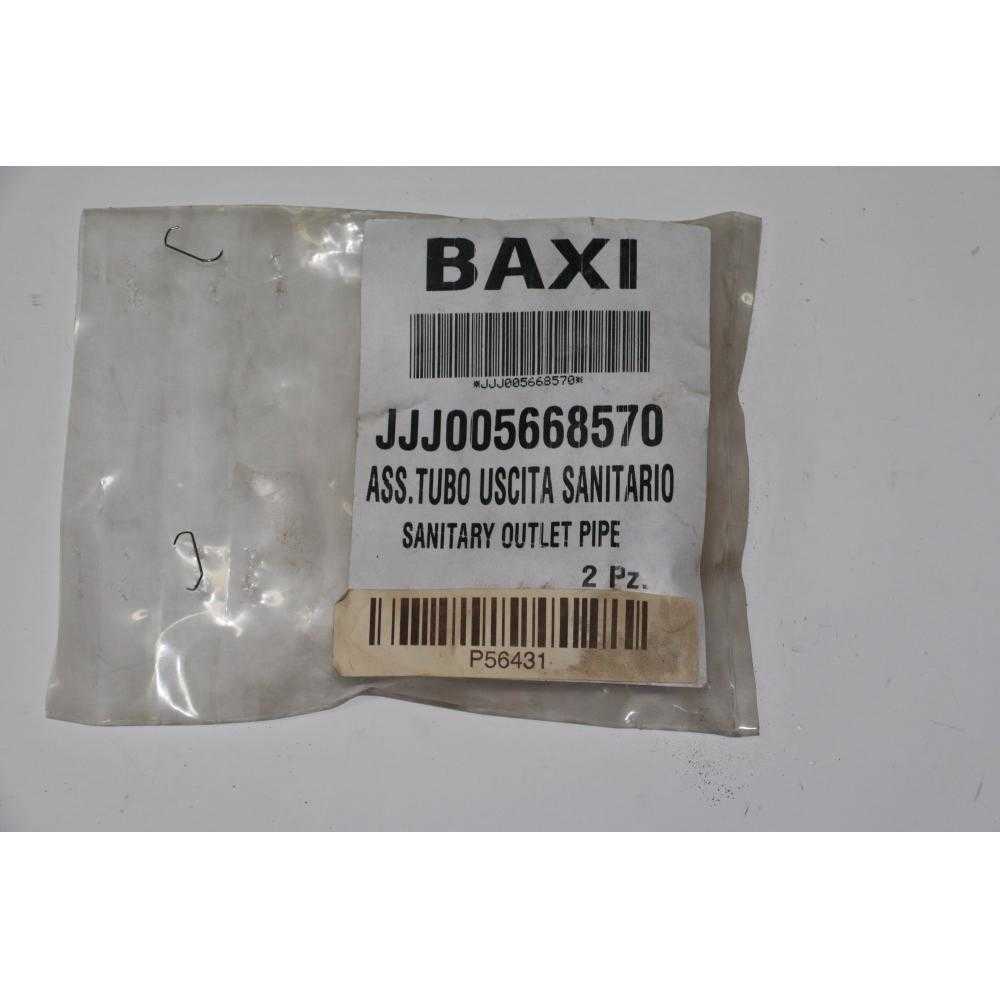 BAXI
*JJJ005668570*
JJJ005668570
ASS.TUBO USCITA SANITARIO
SANITARY OUTLET PIPE
2 Pz.
P56431